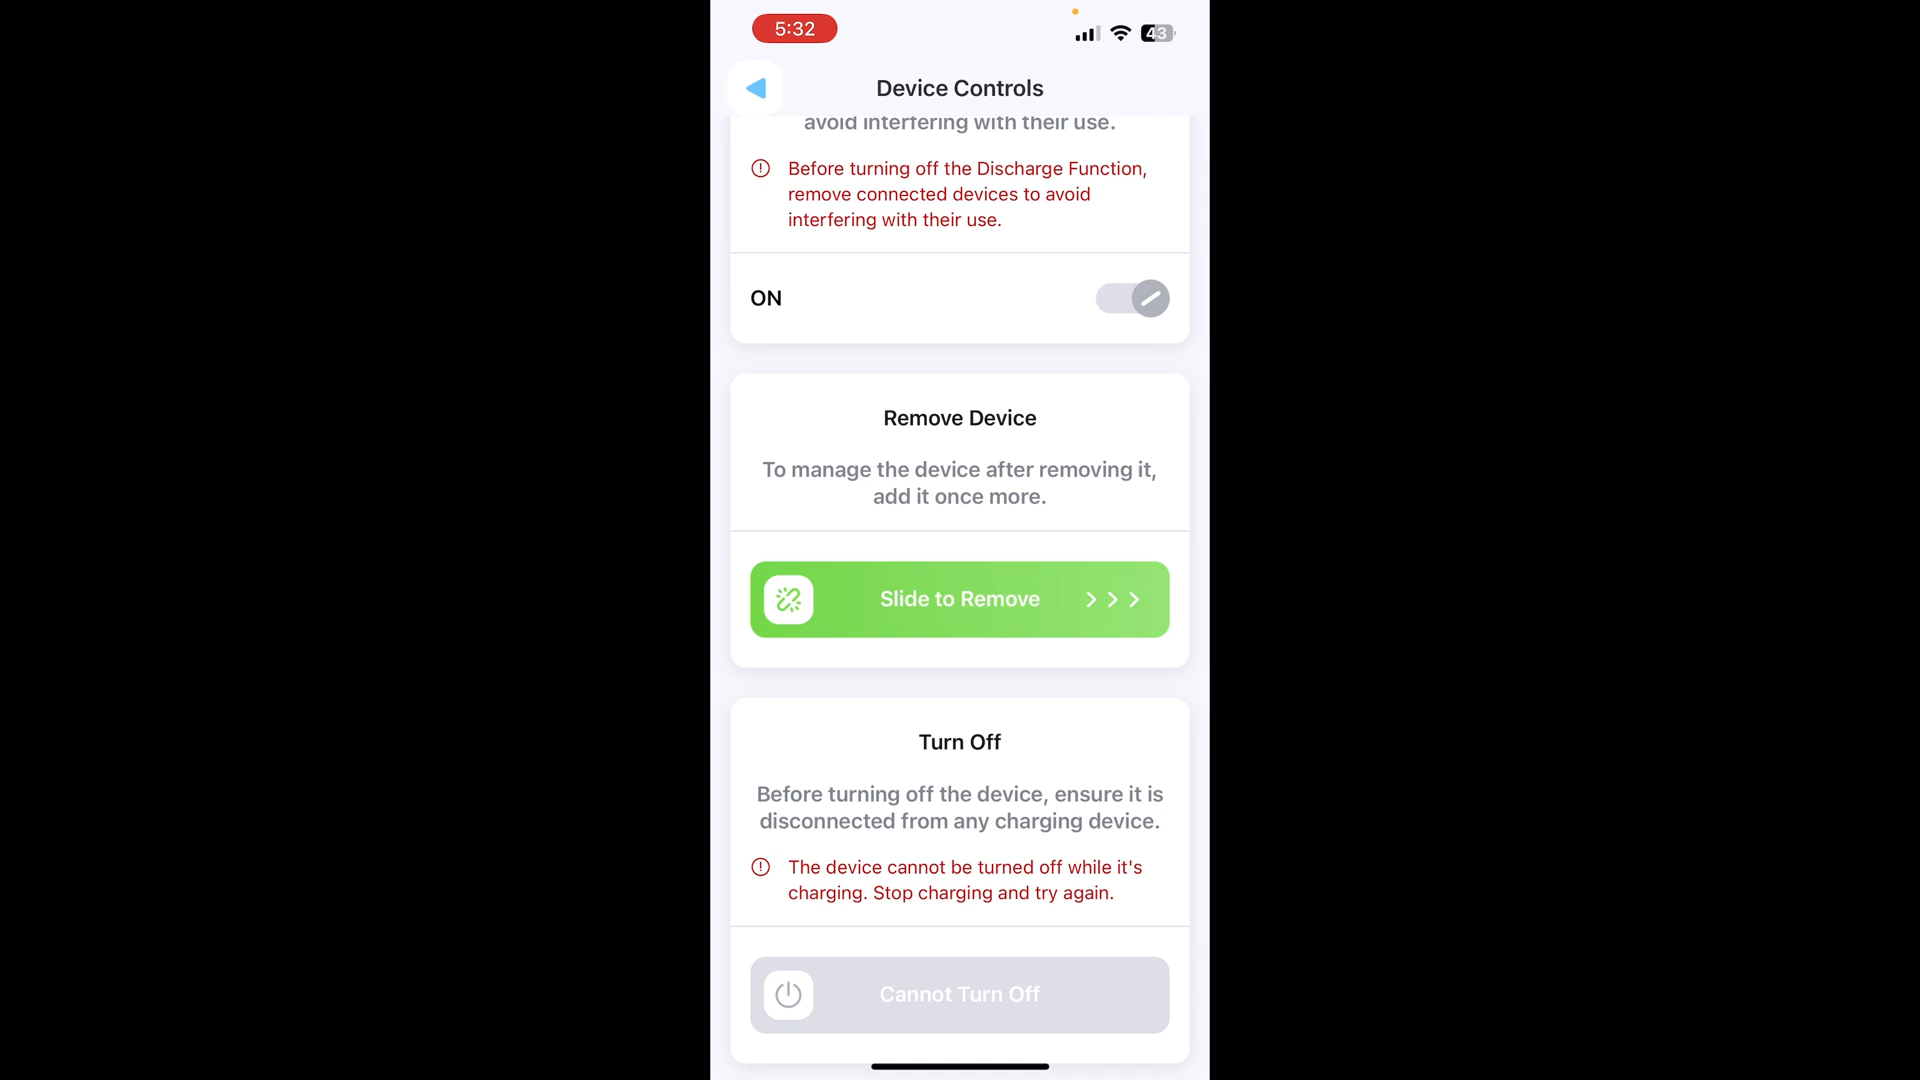 5:32
43
Device Controls
avoid interfering with their use.
Before turning off the Discharge Function,
remove connected devices to avoid
interfering with their use.
ON
Remove Device
To manage the device after removing it,
add it once more.
Slide to Remove
Turn Off
Before turning off the device, ensure it is
disconnected from any charging device.
The device cannot be turned off while it's
charging. Stop charging and try again.
Cannot Turn Off